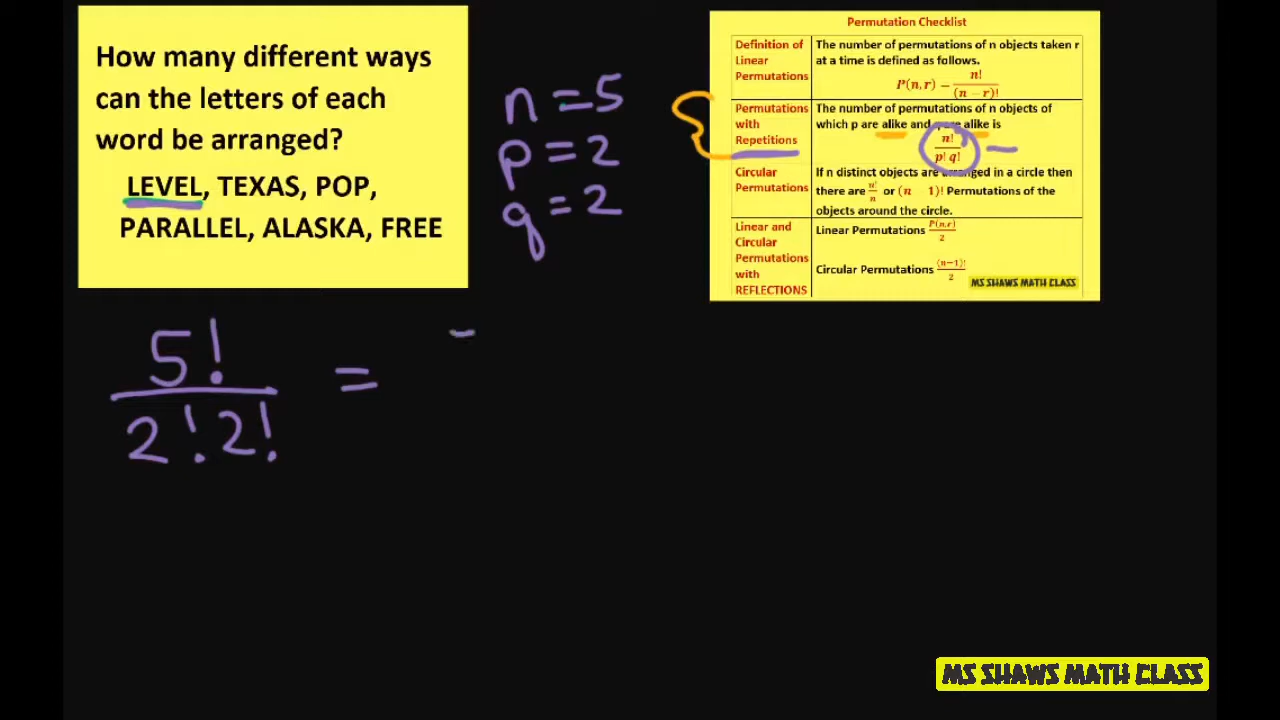 How many different ways
can the letters of each
word be arranged?
LEVEL, TEXAS, POP,
PARALLEL, ALASKA, FREE
n = 5
p = 2
q = 2
Permutation Checklist
Definition of
Linear
Permutations
The number of permutations of n objects taken r
at a time is defined as follows.
P(n,r) = n!
(n − r)!
Permutations
with
Repetitions
The number of permutations of n objects of
which p are alike and are alike is
n!
p! q!
Circular
Permutations
If n distinct objects are arranged in a circle then
there are n!/n or (n 1)! Permutations of the
objects around the circle.
Linear and
Circular
Permutations
with
REFLECTIONS
Linear Permutations P(n,r)/2
Circular Permutations (n−1)!/2
MS SHAWS MATH CLASS
5!
2!2!
=
MS SHAWS MATH CLASS